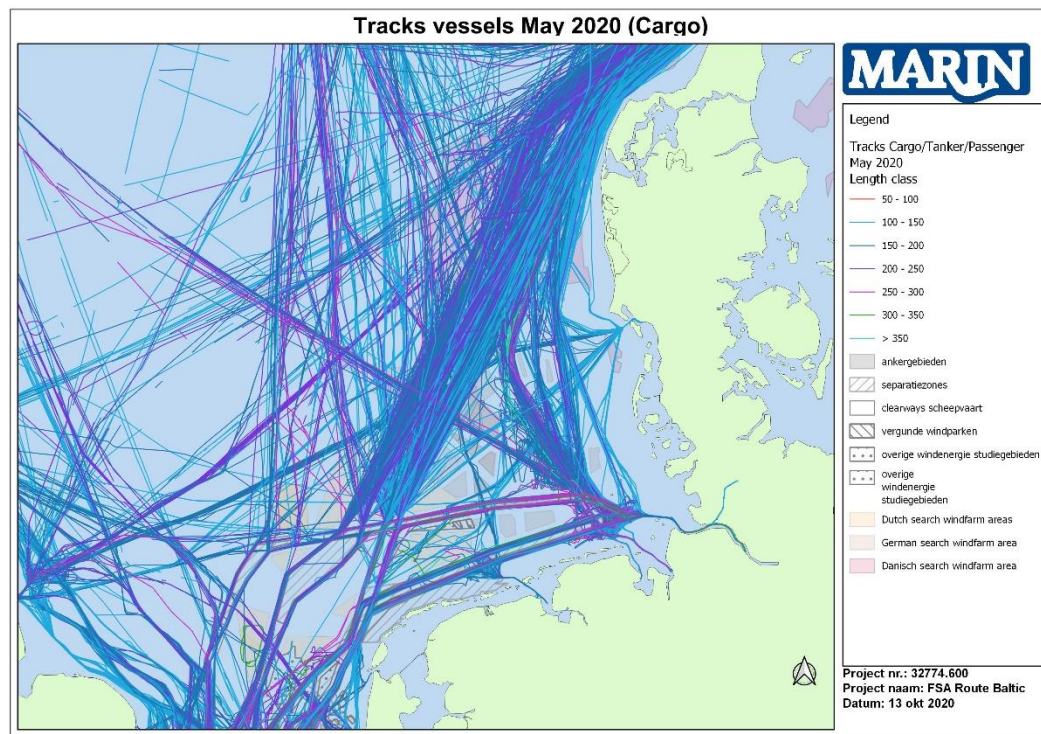 Tracks vessels May 2020 (Cargo)
MARIN
Legend
Tracks Cargo/Tanker/Passenger
May 2020
Length class
50 - 100
100 - 150
150 - 200
200 - 250
250 - 300
300 - 350
> 350
ankergebieden
separatiezones
clearways scheepvaart
vergunde windparken
overige windenergie studiegebieden
overige
windenergie
studiegebieden
Dutch search windfarm areas
German search windfarm area
Danisch search windfarm area
Project nr.: 32774.600
Project naam: FSA Route Baltic
Datum: 13 okt 2020